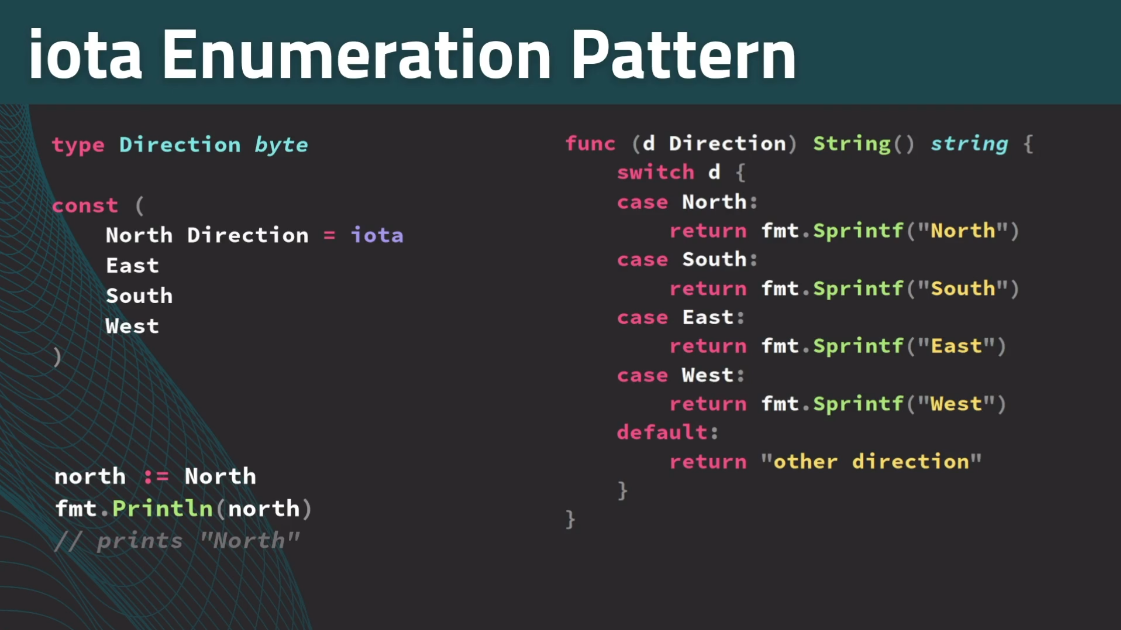 iota Enumeration Pattern
type Direction byte
const (
    North Direction = iota
    East
    South
    West
)
north := North
fmt.Println(north)
// prints "North"
func (d Direction) String() string {
    switch d {
    case North:
        return fmt.Sprintf("North")
    case South:
        return fmt.Sprintf("South")
    case East:
        return fmt.Sprintf("East")
    case West:
        return fmt.Sprintf("West")
    default:
        return "other direction"
    }
}